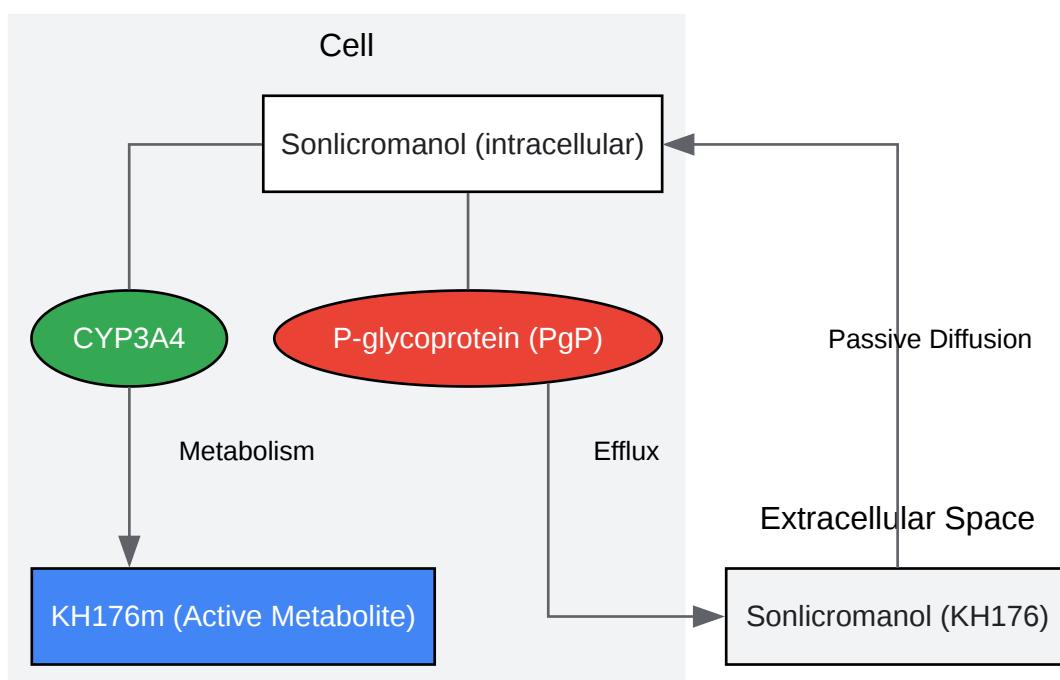 Cell
Sonlicromanol (intracellular)
CYP3A4
P-glycoprotein (PgP)
Passive Diffusion
Metabolism
Efflux
Extracellular Space
KH176m (Active Metabolite)
Sonlicromanol (KH176)